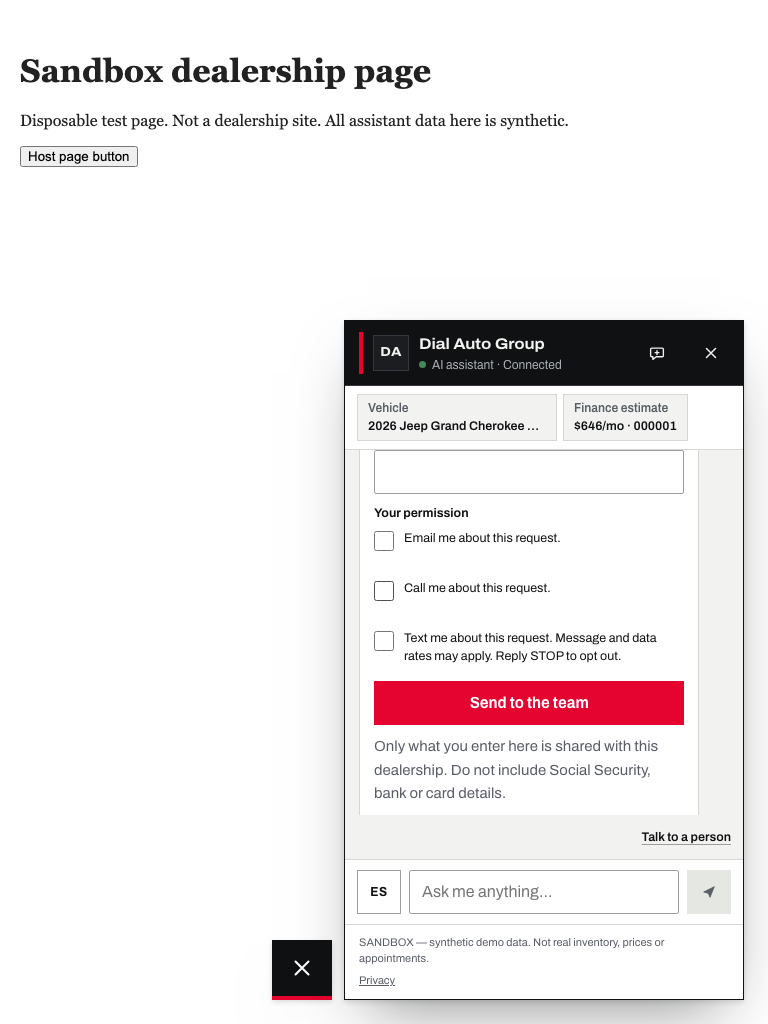 Sandbox dealership page
Disposable test page. Not a dealership site. All assistant data here is synthetic.
Host page button
DA
Dial Auto Group
AI assistant · Connected
Vehicle
2026 Jeep Grand Cherokee ...
Finance estimate
$646/mo · 000001
Your permission
Email me about this request.
Call me about this request.
Text me about this request. Message and data
rates may apply. Reply STOP to opt out.
Send to the team
Only what you enter here is shared with this
dealership. Do not include Social Security,
bank or card details.
Talk to a person
ES
Ask me anything...
SANDBOX — synthetic demo data. Not real inventory, prices or
appointments.
Privacy